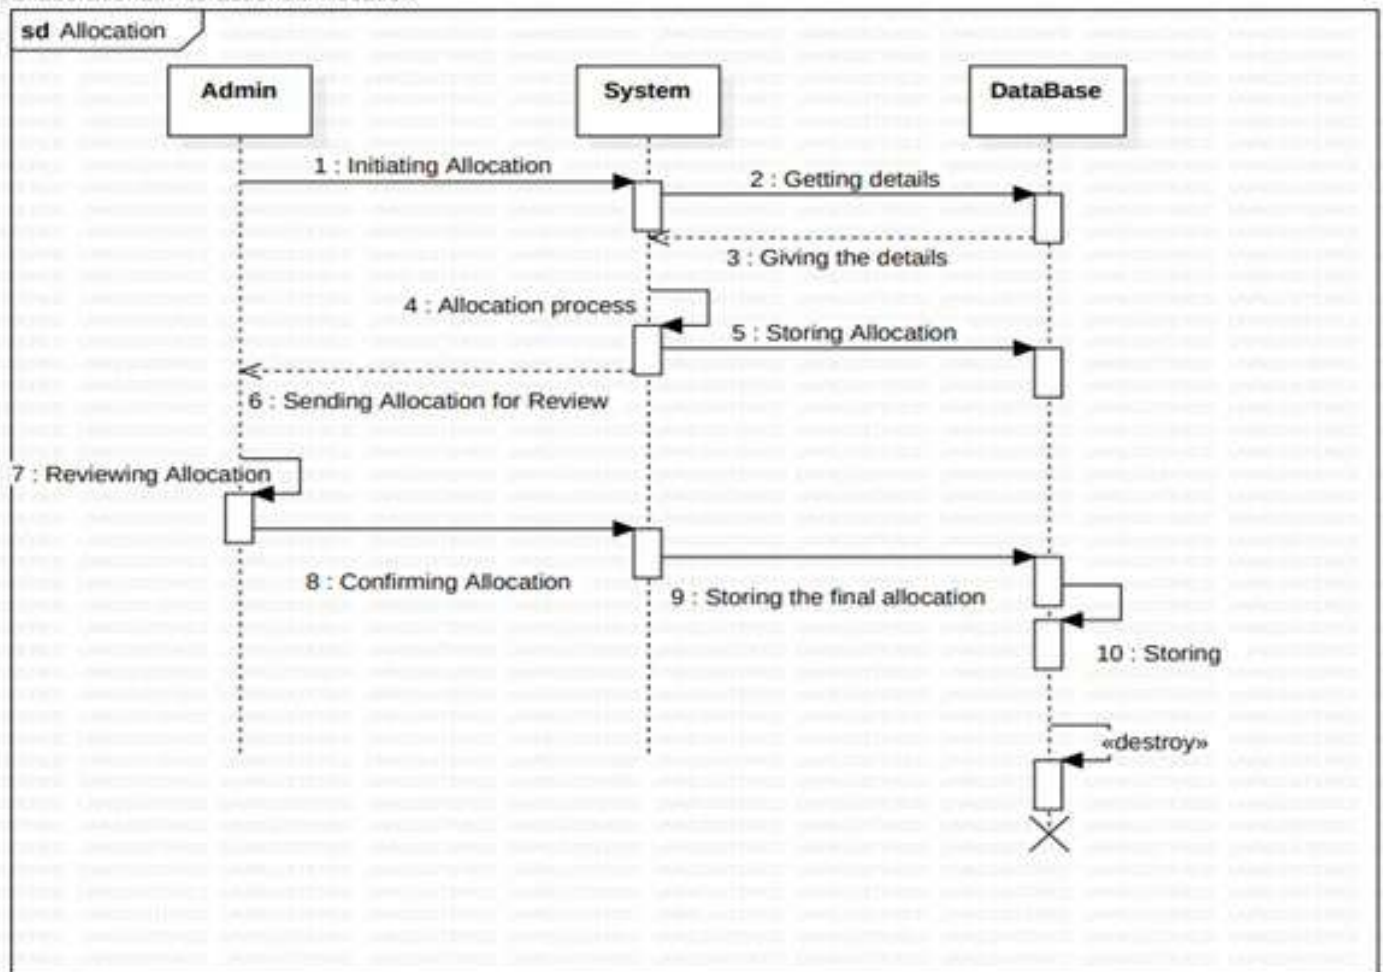 sd Allocation
Admin
System
DataBase
1 : Initiating Allocation
2 : Getting details
3 : Giving the details
4 : Allocation process
5 : Storing Allocation
6 : Sending Allocation for Review
7 : Reviewing Allocation
8 : Confirming Allocation
9 : Storing the final allocation
10 : Storing
«destroy»